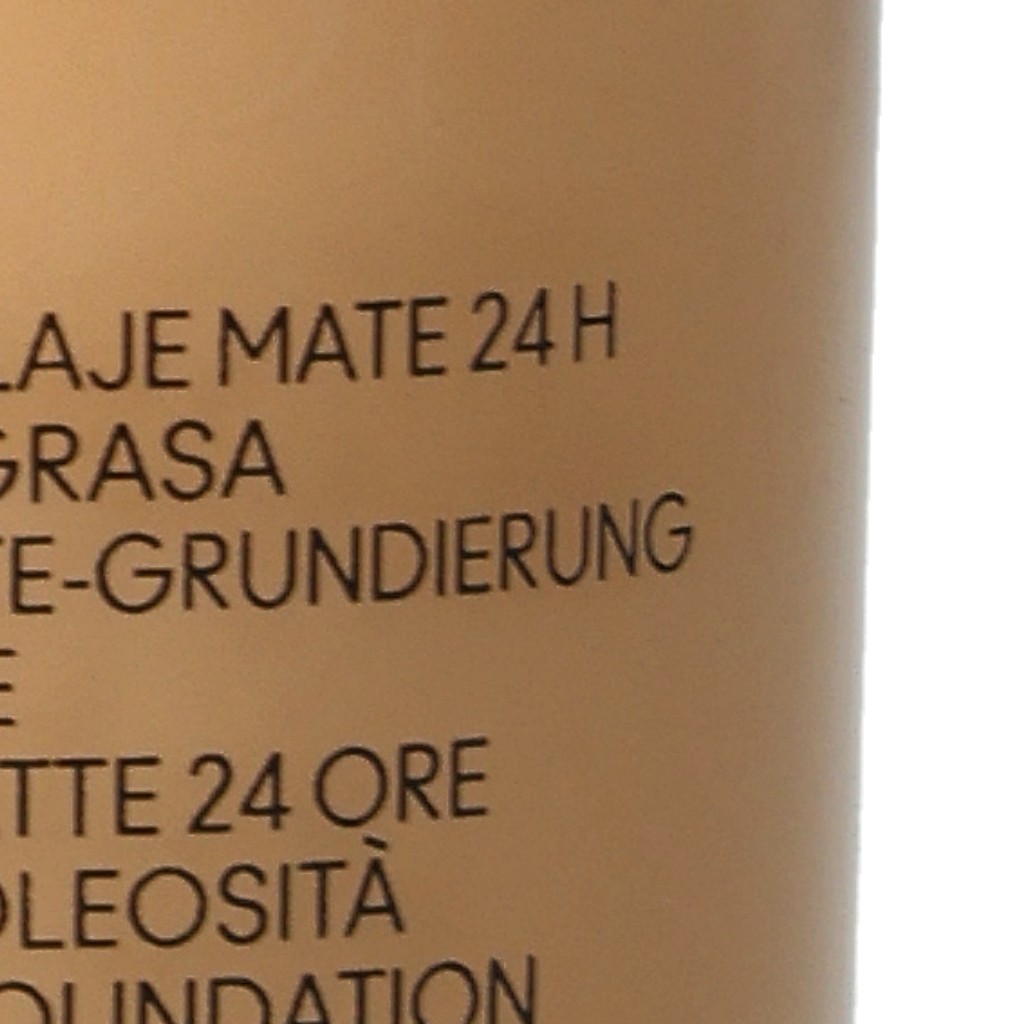 LAJE MATE 24 H
GRASA
TE-GRUNDIERUNG
E
TTE 24 ORE
OLEOSITÀ
OUNDATION